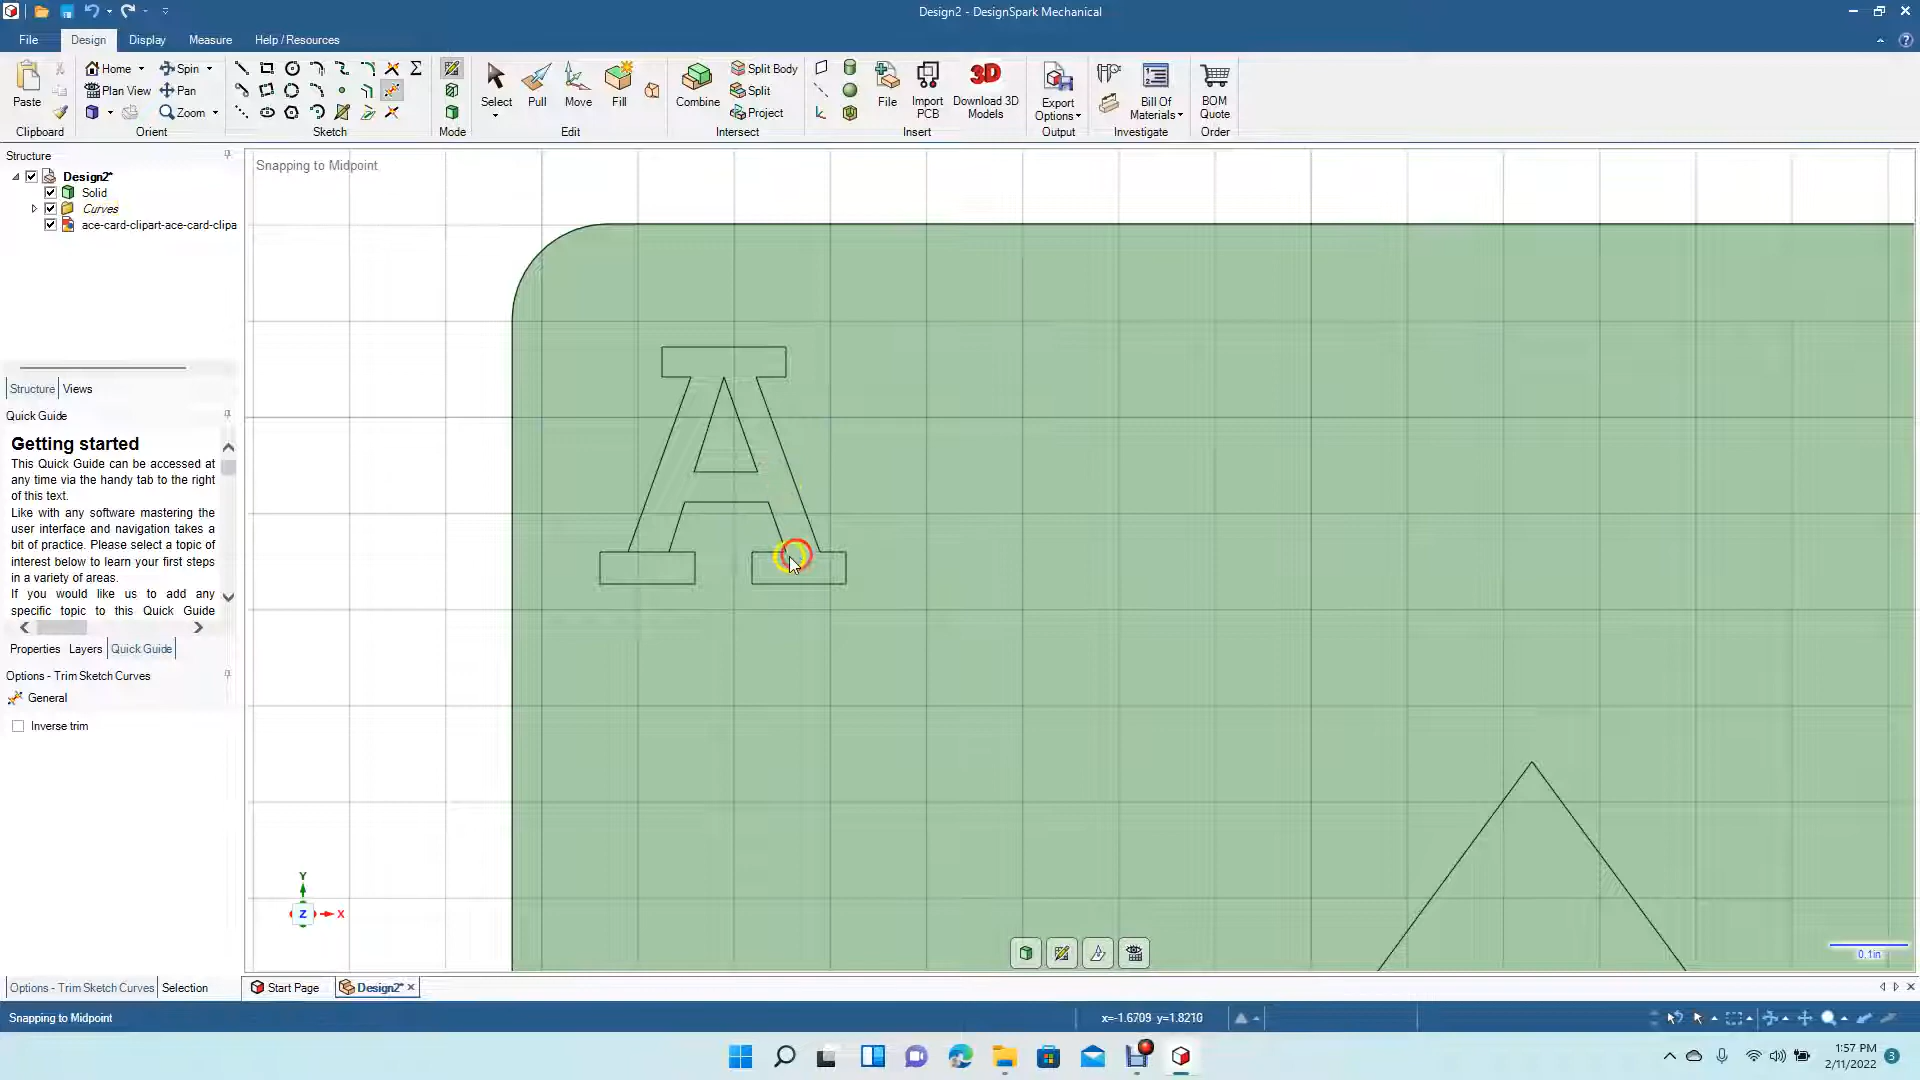 Design2 - DesignSpark Mechanical
File Design Display Measure Help / Resources
Paste
Clipboard
Home Spin
Plan View Pan
Zoom
Orient
Sketch
Mode
Select Pull Move Fill
Edit
Combine Split Body
Split
Project
Intersect
File Import PCB Download 3D Models
Insert
Export Options
Output
Bill Of Materials
Investigate
BOM Quote
Order
Structure
Design2*
Solid
Curves
ace-card-clipart-ace-card-clipa
Structure Views
Quick Guide
Getting started
This Quick Guide can be accessed at
any time via the handy tab to the right
of this text.
Like with any software mastering the
user interface and navigation takes a
bit of practice. Please select a topic of
interest below to learn your first steps
in a variety of areas.
If you would like us to add any
specific topic to this Quick Guide
Properties Layers Quick Guide
Options - Trim Sketch Curves
General
Inverse trim
Snapping to Midpoint
A
Y
Z X
0.1in
Options - Trim Sketch Curves Selection
Start Page Design2*
Snapping to Midpoint
x=-1.6709 y=1.8210
1:57 PM
2/11/2022
3